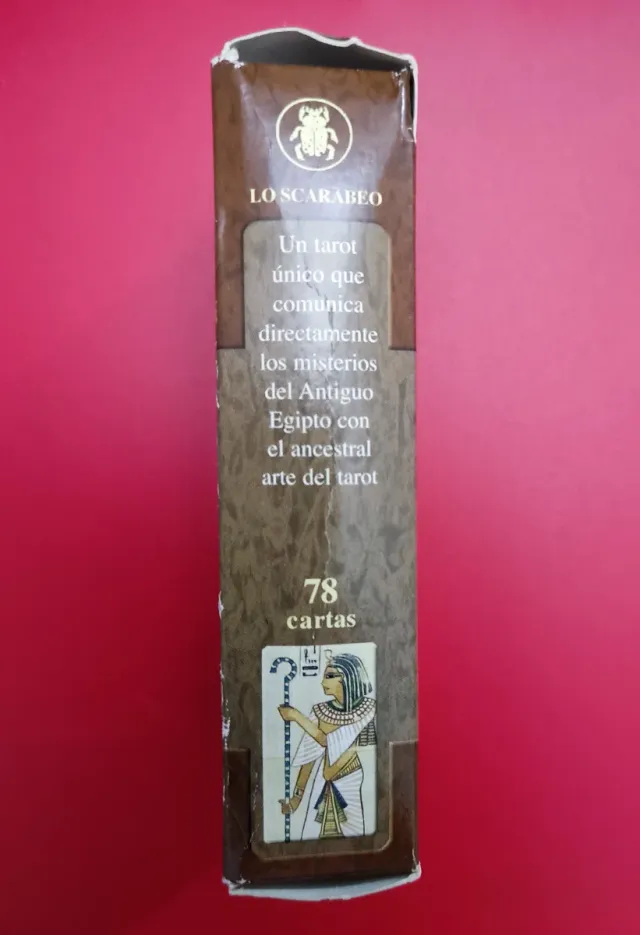 LO SCARABEO
Un tarot
único que
comunica
directamente
los misterios
del Antiguo
Egipto con
el ancestral
arte del tarot
78
cartas